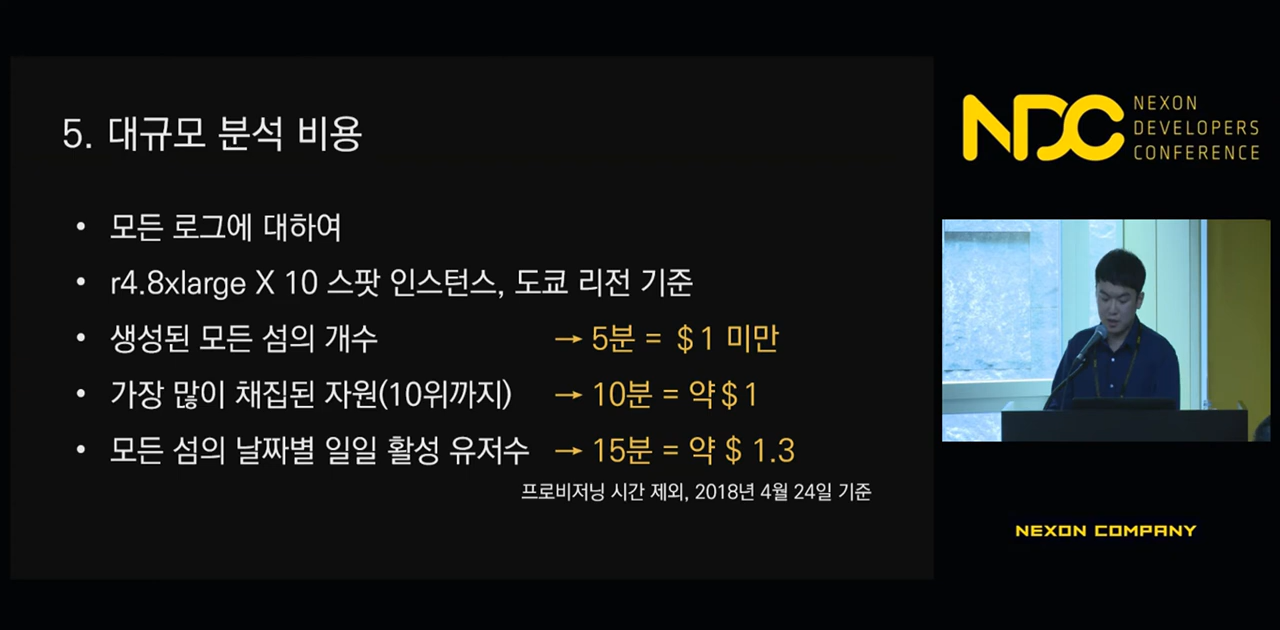 5. 대규모 분석 비용
• 모든 로그에 대하여
• r4.8xlarge X 10 스팟 인스턴스, 도쿄 리전 기준
• 생성된 모든 섬의 개수 → 5분 = $1 미만
• 가장 많이 채집된 자원(10위까지) → 10분 = 약$1
• 모든 섬의 날짜별 일일 활성 유저수 → 15분 = 약 $ 1.3
프로비저닝 시간 제외, 2018년 4월 24일 기준
NDC
NEXON
DEVELOPERS
CONFERENCE
NEXON COMPANY